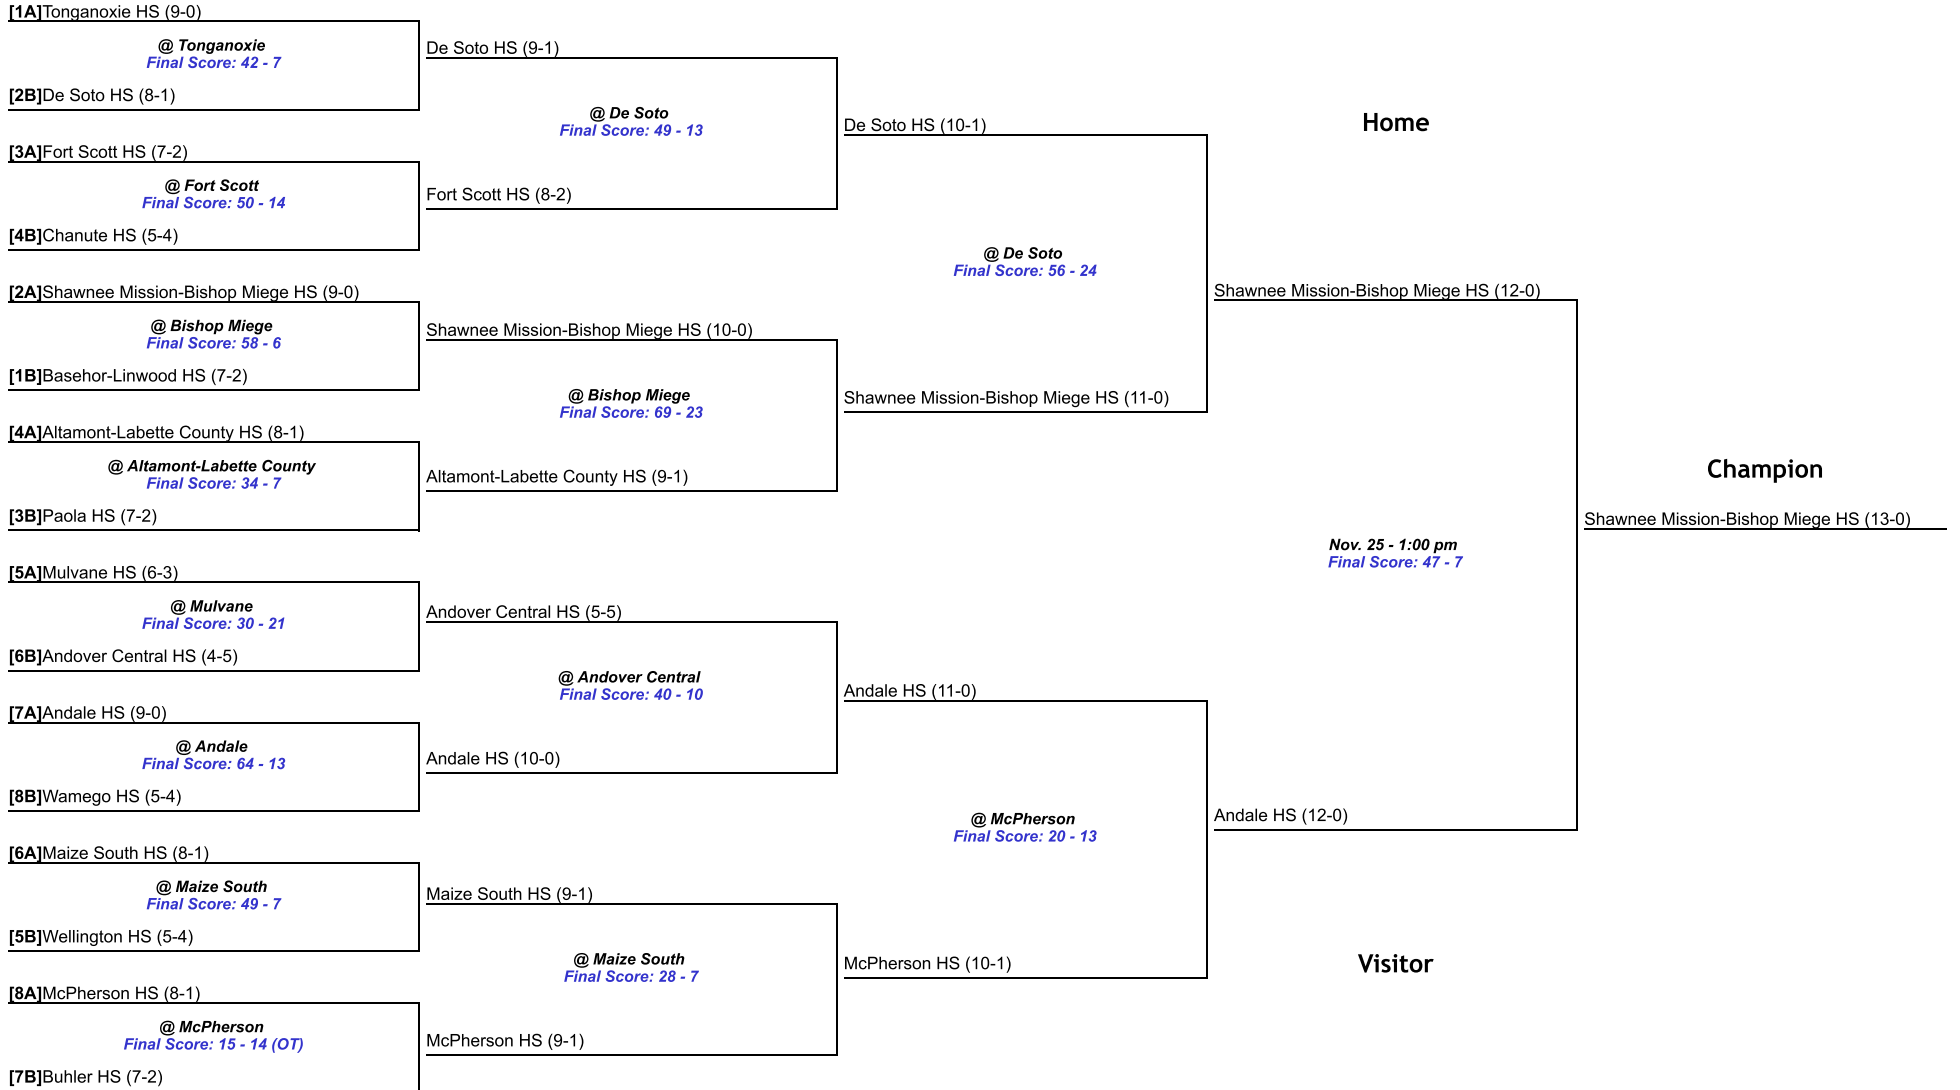 [1A]Tonganoxie HS (9-0)
@ Tonganoxie
Final Score: 42 - 7
[2B]De Soto HS (8-1)
[3A]Fort Scott HS (7-2)
@ Fort Scott
Final Score: 50 - 14
[4B]Chanute HS (5-4)
[2A]Shawnee Mission-Bishop Miege HS (9-0)
@ Bishop Miege
Final Score: 58 - 6
[1B]Basehor-Linwood HS (7-2)
[4A]Altamont-Labette County HS (8-1)
@ Altamont-Labette County
Final Score: 34 - 7
[3B]Paola HS (7-2)
[5A]Mulvane HS (6-3)
@ Mulvane
Final Score: 30 - 21
[6B]Andover Central HS (4-5)
[7A]Andale HS (9-0)
@ Andale
Final Score: 64 - 13
[8B]Wamego HS (5-4)
[6A]Maize South HS (8-1)
@ Maize South
Final Score: 49 - 7
[5B]Wellington HS (5-4)
[8A]McPherson HS (8-1)
@ McPherson
Final Score: 15 - 14 (OT)
[7B]Buhler HS (7-2)
De Soto HS (9-1)
@ De Soto
Final Score: 49 - 13
Fort Scott HS (8-2)
Shawnee Mission-Bishop Miege HS (10-0)
@ Bishop Miege
Final Score: 69 - 23
Altamont-Labette County HS (9-1)
Andover Central HS (5-5)
@ Andover Central
Final Score: 40 - 10
Andale HS (10-0)
Maize South HS (9-1)
@ Maize South
Final Score: 28 - 7
McPherson HS (9-1)
De Soto HS (10-1)
@ De Soto
Final Score: 56 - 24
Shawnee Mission-Bishop Miege HS (11-0)
Andale HS (11-0)
@ McPherson
Final Score: 20 - 13
McPherson HS (10-1)
Home
Shawnee Mission-Bishop Miege HS (12-0)
Nov. 25 - 1:00 pm
Final Score: 47 - 7
Andale HS (12-0)
Visitor
Champion
Shawnee Mission-Bishop Miege HS (13-0)